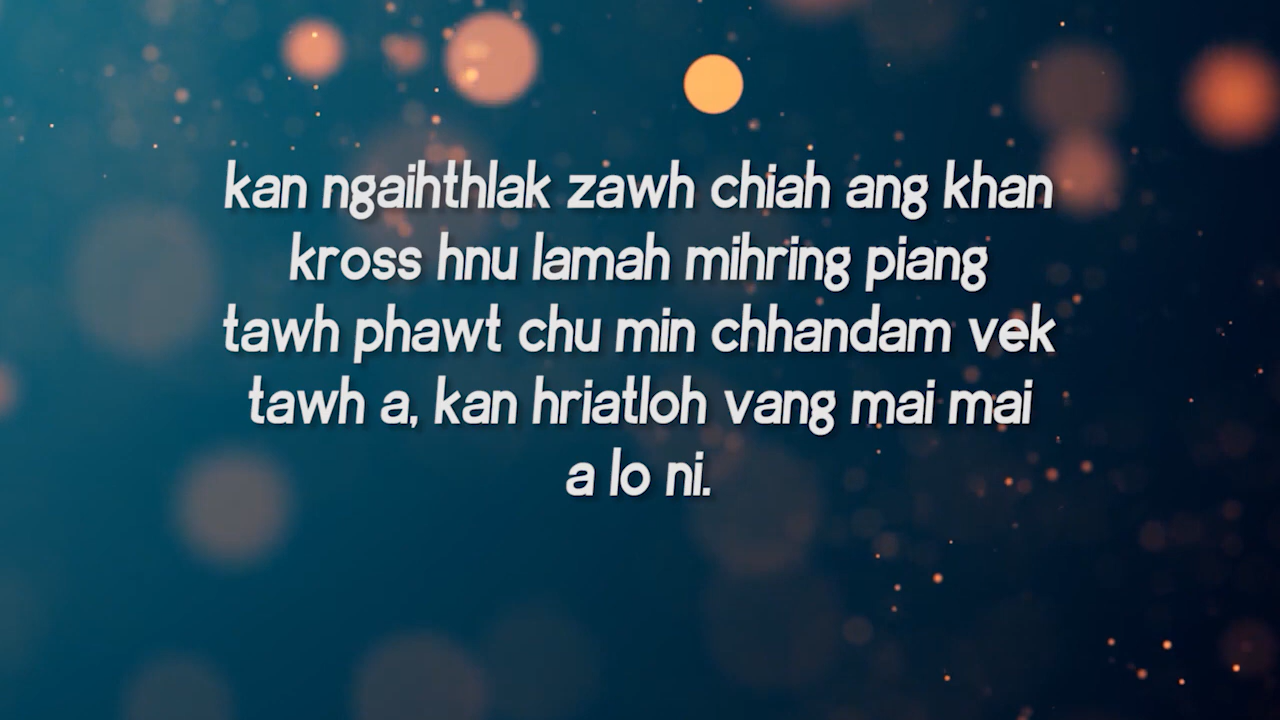 kan ngaihthlak zawh chiah ang khan
kross hnu lamah mihring piang
tawh phawt chu min chhandam vek
tawh a, kan hriatloh vang mai mai
a lo ni.